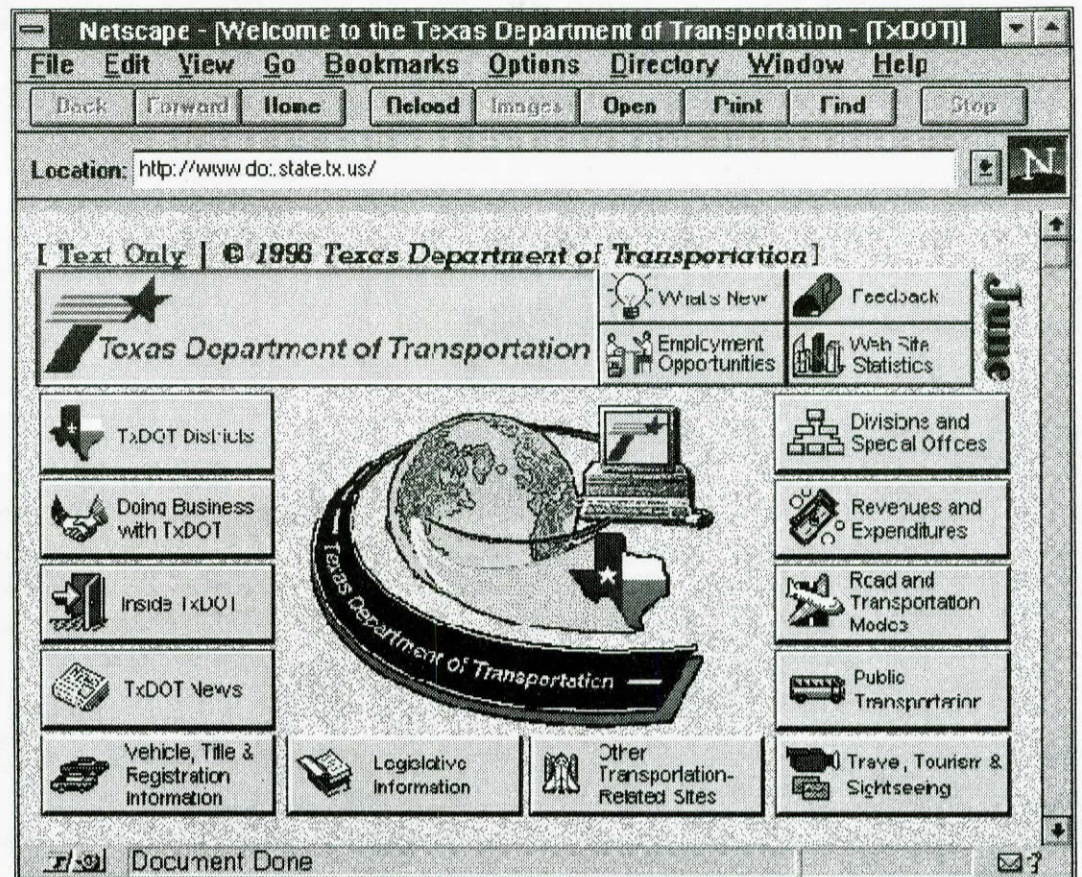 Netscape - [Welcome to the Texas Department of Transportation - (TxDOT)]
File Edit View Go Bookmarks Options Directory Window Help
Back Forward Home Reload Images Open Print Find Stop
Location: http://www.dot.state.tx.us/
N
[ Text Only | © 1996 Texas Department of Transportation ]
Texas Department of Transportation
What's New
Feedback
Employment
Opportunities
Web Site
Statistics
June
TxDOT Districts
Divisions and
Special Offices
Doing Business
with TxDOT
Revenues and
Expenditures
Inside TxDOT
Road and
Transportation
Modes
TxDOT News
Public
Transportation
Texas Department of Transportation
Vehicle, Title &
Registration
Information
Legislative
Information
Other
Transportation-
Related Sites
Travel, Tourism &
Sightseeing
Document Done